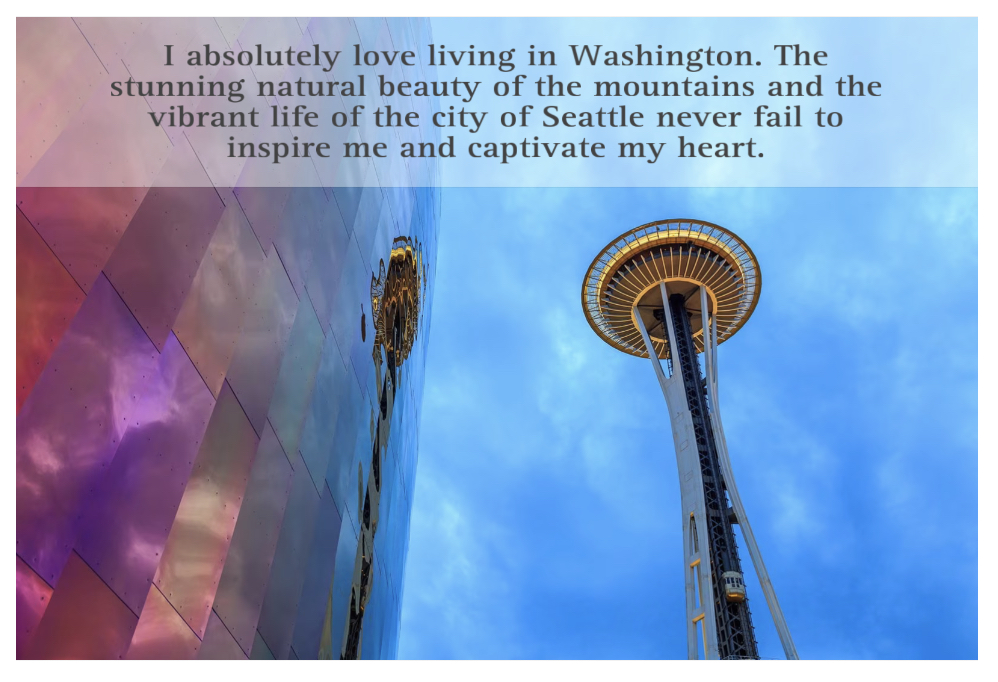 I absolutely love living in Washington. The
stunning natural beauty of the mountains and the
vibrant life of the city of Seattle never fail to
inspire me and captivate my heart.